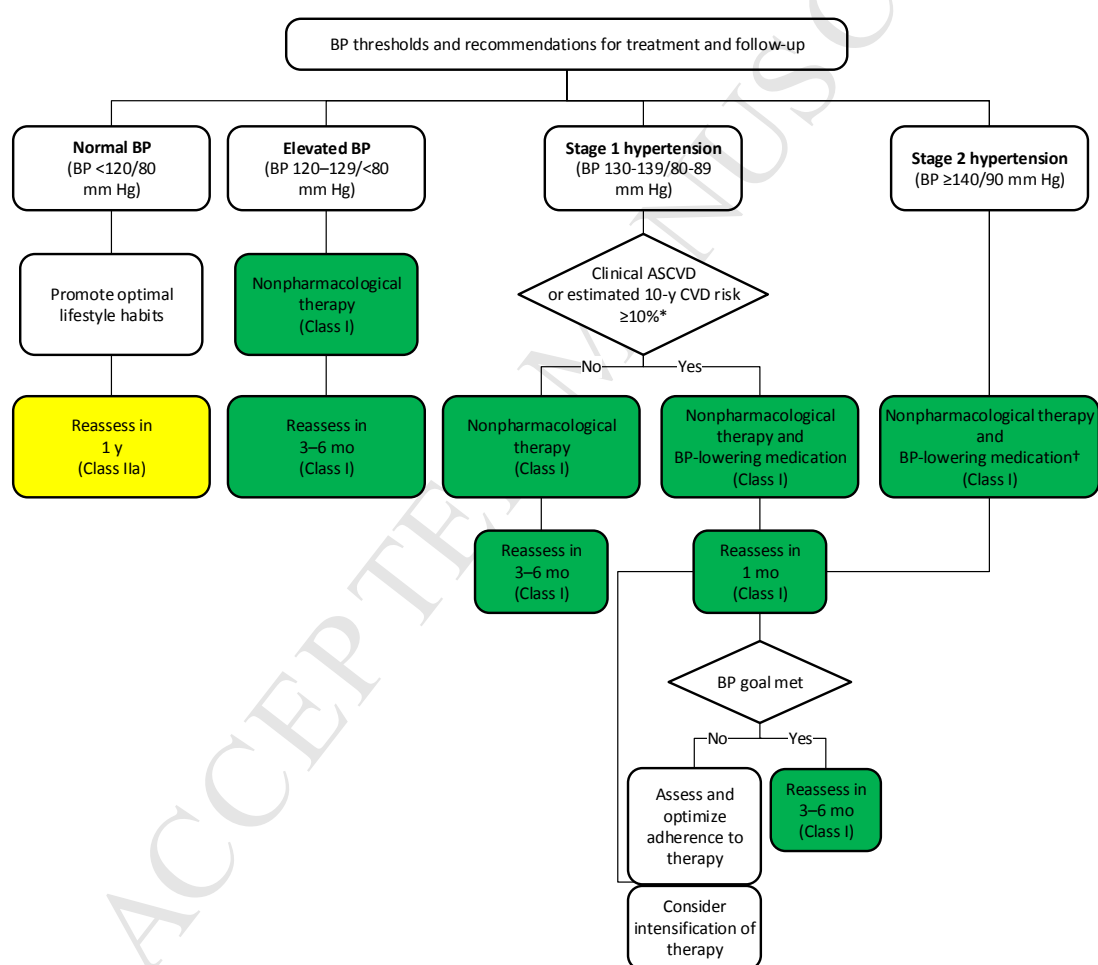 BP thresholds and recommendations for treatment and follow-up
Normal BP
(BP <120/80
mm Hg)
Elevated BP
(BP 120–129/<80
mm Hg)
Stage 1 hypertension
(BP 130-139/80-89
mm Hg)
Stage 2 hypertension
(BP ≥140/90 mm Hg)
Promote optimal
lifestyle habits
Nonpharmacological
therapy
(Class I)
Clinical ASCVD
or estimated 10-y CVD risk
≥10%*
No
Yes
Reassess in
1 y
(Class IIa)
Reassess in
3–6 mo
(Class I)
Nonpharmacological
therapy
(Class I)
Nonpharmacological
therapy and
BP-lowering medication
(Class I)
Nonpharmacological therapy
and
BP-lowering medication†
(Class I)
Reassess in
3–6 mo
(Class I)
Reassess in
1 mo
(Class I)
BP goal met
No
Yes
Assess and
optimize
adherence to
therapy
Reassess in
3–6 mo
(Class I)
Consider
intensification of
therapy
ACCEPTED MANUSC